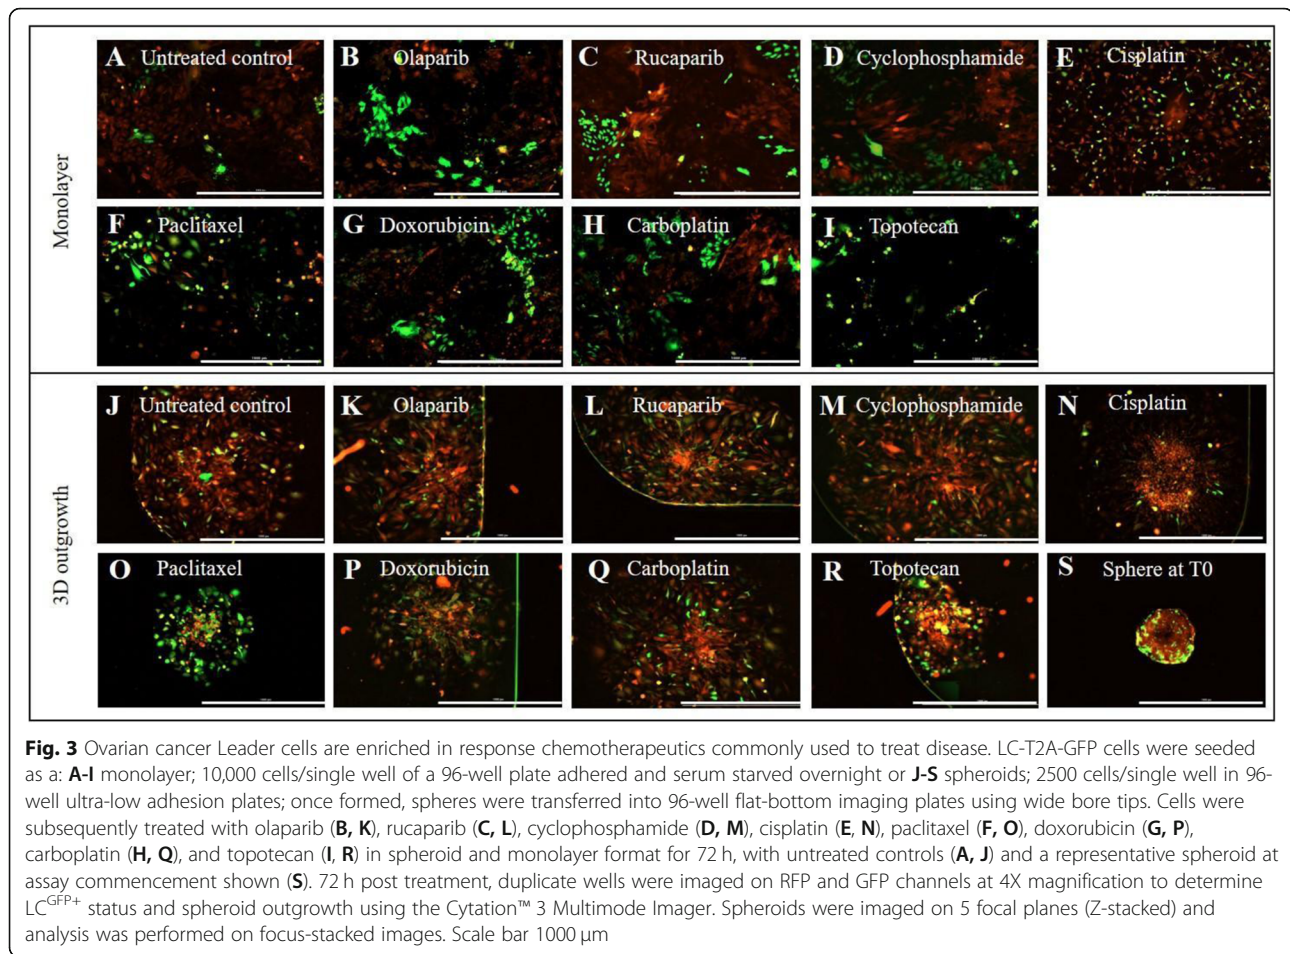 Monolayer
A Untreated control
B Olaparib
C Rucaparib
D Cyclophosphamide
E Cisplatin
F Paclitaxel
G Doxorubicin
H Carboplatin
I Topotecan
3D outgrowth
J Untreated control
K Olaparib
L Rucaparib
M Cyclophosphamide
N Cisplatin
O Paclitaxel
P Doxorubicin
Q Carboplatin
R Topotecan
S Sphere at T0
Fig. 3 Ovarian cancer Leader cells are enriched in response chemotherapeutics commonly used to treat disease. LC-T2A-GFP cells were seeded
as a: A-I monolayer; 10,000 cells/single well of a 96-well plate adhered and serum starved overnight or J-S spheroids; 2500 cells/single well in 96-
well ultra-low adhesion plates; once formed, spheres were transferred into 96-well flat-bottom imaging plates using wide bore tips. Cells were
subsequently treated with olaparib (B, K), rucaparib (C, L), cyclophosphamide (D, M), cisplatin (E, N), paclitaxel (F, O), doxorubicin (G, P),
carboplatin (H, Q), and topotecan (I, R) in spheroid and monolayer format for 72 h, with untreated controls (A, J) and a representative spheroid at
assay commencement shown (S). 72 h post treatment, duplicate wells were imaged on RFP and GFP channels at 4X magnification to determine
LC^GFP+ status and spheroid outgrowth using the Cytation™ 3 Multimode Imager. Spheroids were imaged on 5 focal planes (Z-stacked) and
analysis was performed on focus-stacked images. Scale bar 1000 μm